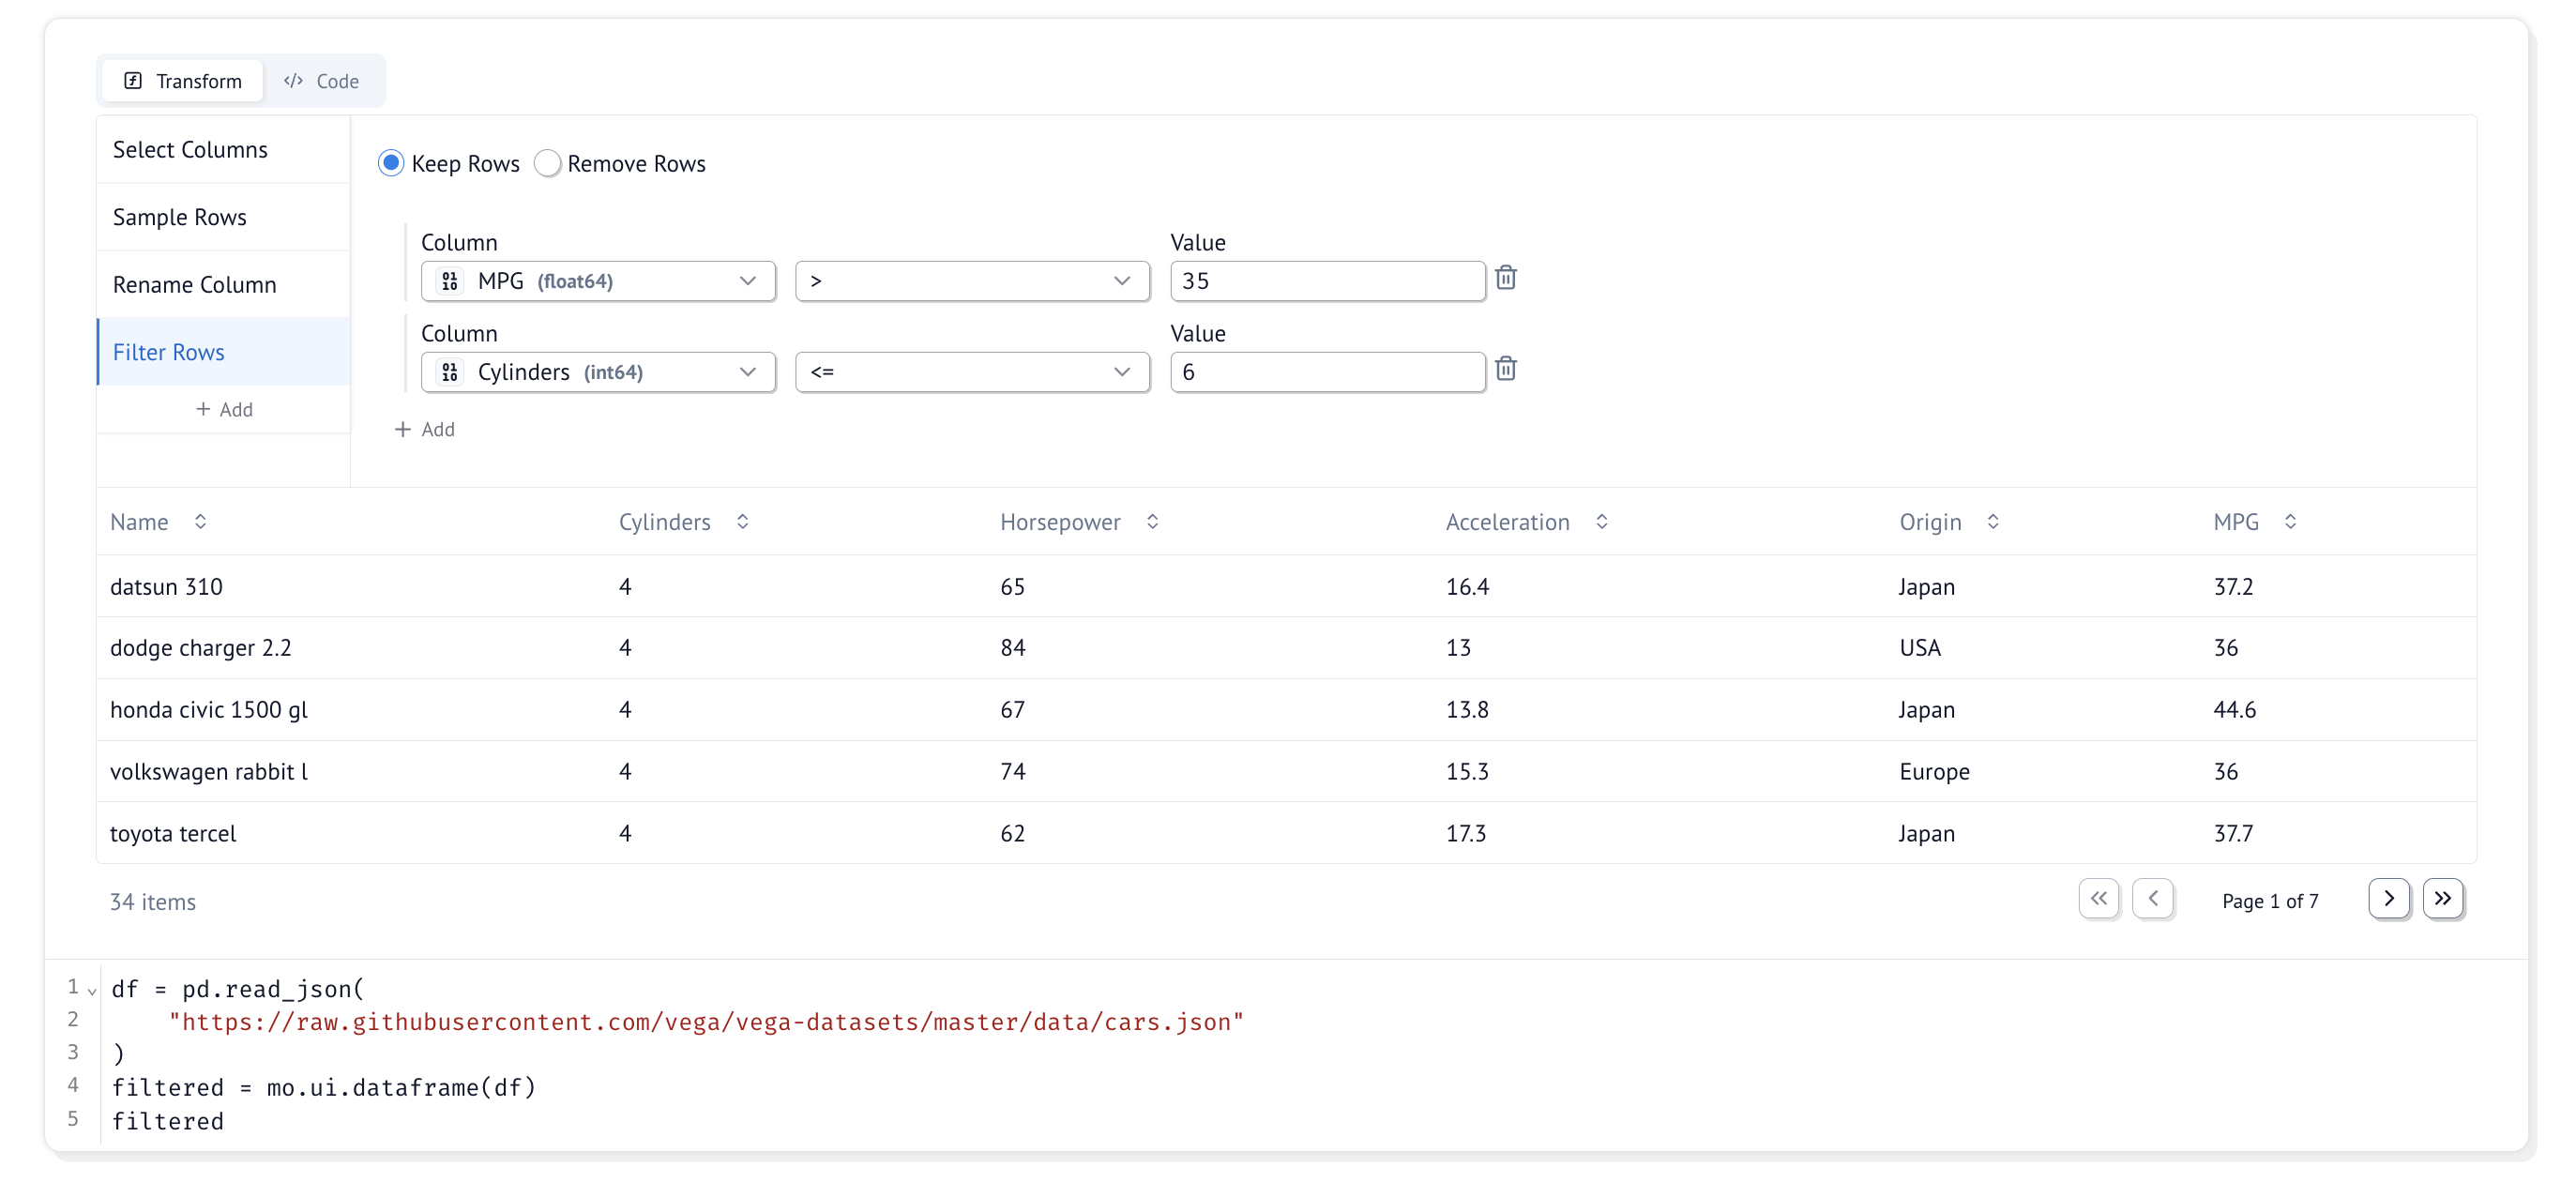 Transform </> Code
Select Columns
Sample Rows
Rename Column
Filter Rows
+ Add
Keep Rows Remove Rows
Column Value
01 10 MPG (float64) > 35
Column Value
01 10 Cylinders (int64) <= 6
+ Add
Name Cylinders Horsepower Acceleration Origin MPG
datsun 310 4 65 16.4 Japan 37.2
dodge charger 2.2 4 84 13 USA 36
honda civic 1500 gl 4 67 13.8 Japan 44.6
volkswagen rabbit l 4 74 15.3 Europe 36
toyota tercel 4 62 17.3 Japan 37.7
34 items Page 1 of 7
1 df = pd.read_json(
2 "https://raw.githubusercontent.com/vega/vega-datasets/master/data/cars.json"
3 )
4 filtered = mo.ui.dataframe(df)
5 filtered